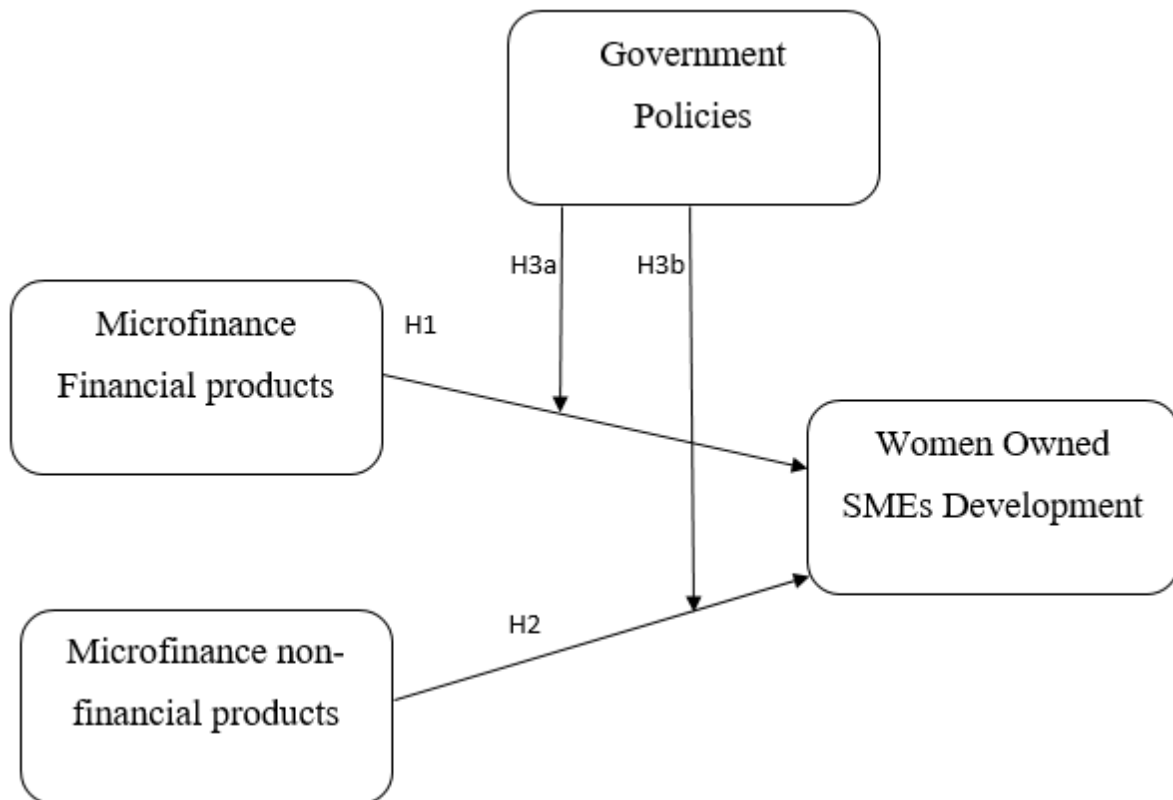 Government
Policies
H3a
H3b
Microfinance
Financial products
H1
Women Owned
SMEs Development
Microfinance non-
financial products
H2